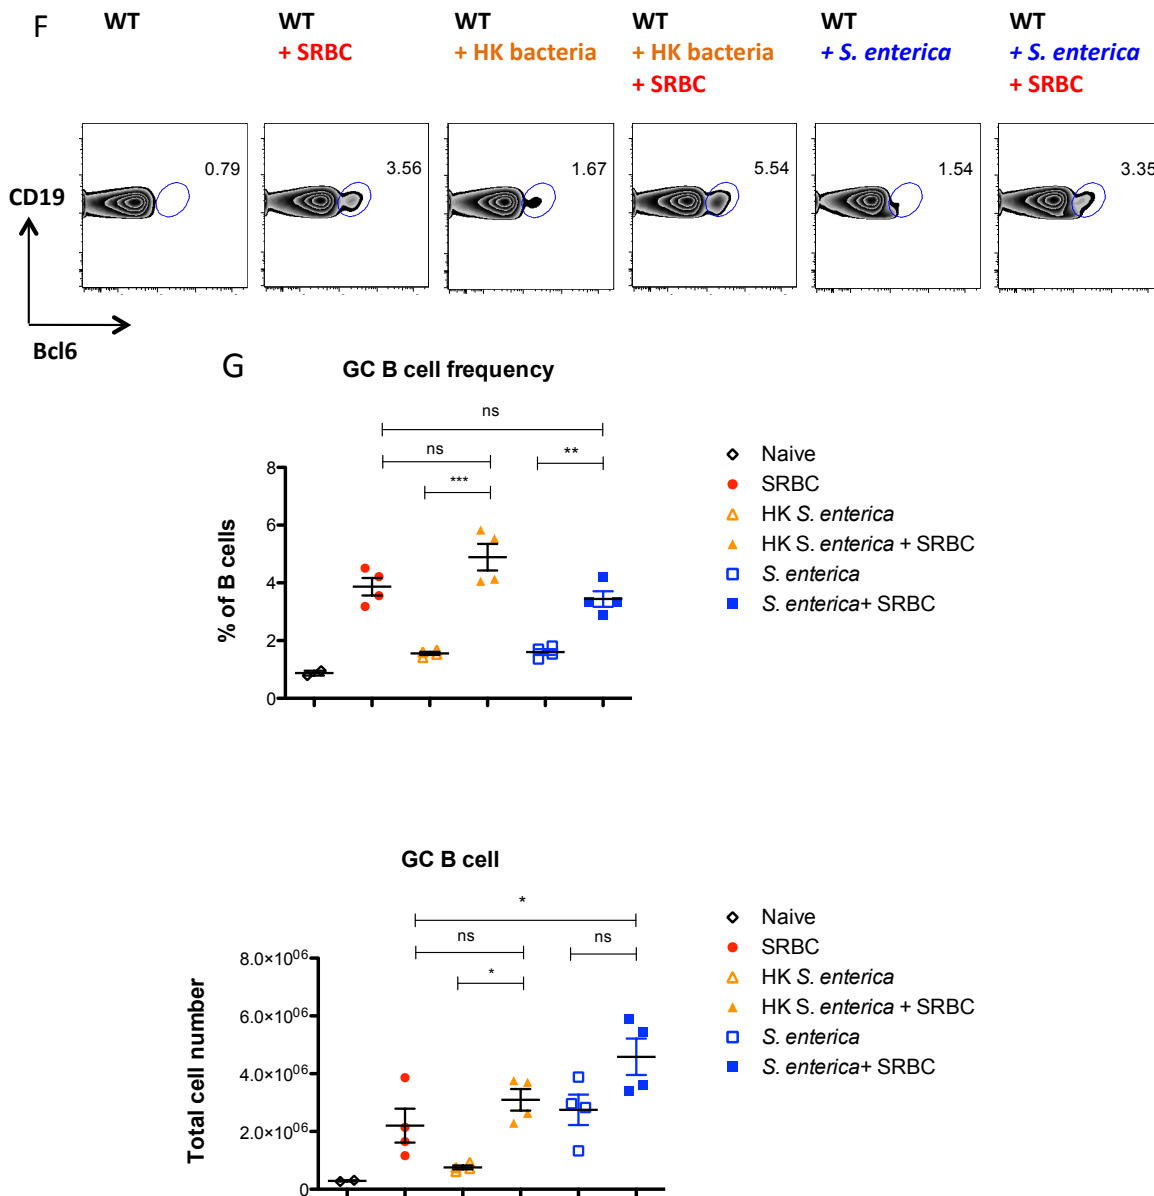 F
WT WT WT WT WT WT
+ SRBC + HK bacteria + HK bacteria + S. enterica + S. enterica
+ SRBC + SRBC
0.79 3.56 1.67 5.54 1.54 3.35
CD19
Bcl6
G
GC B cell frequency
ns
ns
**
***
8
6
4
2
0
% of B cells
Naive
SRBC
HK S. enterica
HK S. enterica + SRBC
S. enterica
S. enterica+ SRBC
GC B cell
*
ns
ns
*
8.0×10⁰⁶
6.0×10⁰⁶
4.0×10⁰⁶
2.0×10⁰⁶
0
Total cell number
Naive
SRBC
HK S. enterica
HK S. enterica + SRBC
S. enterica
S. enterica+ SRBC